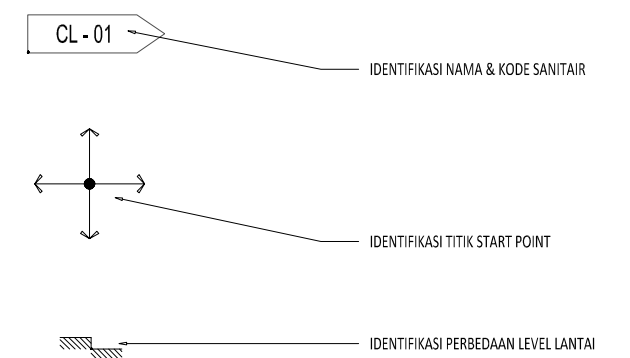 CL - 01
IDENTIFIKASI NAMA & KODE SANITAIR
IDENTIFIKASI TITIK START POINT
IDENTIFIKASI PERBEDAAN LEVEL LANTAI